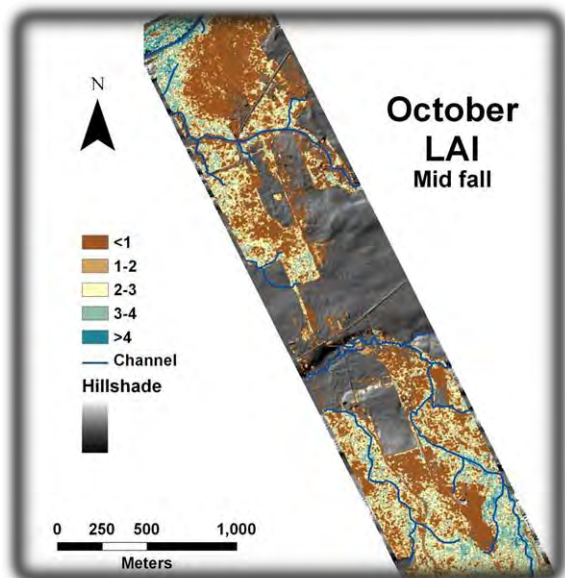 N
October
LAI
Mid fall
<1
1-2
2-3
3-4
>4
Channel
Hillshade
0 250 500 1,000
Meters